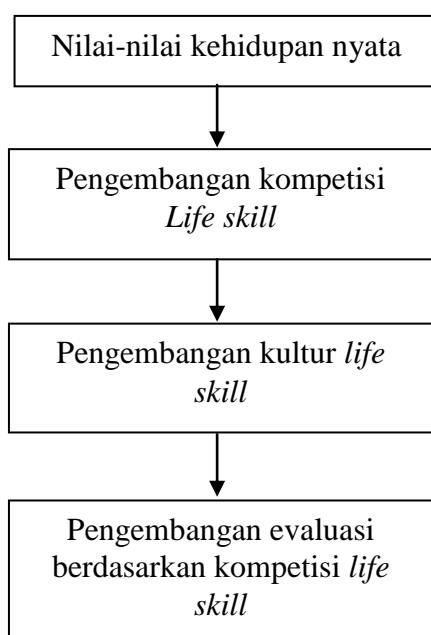 Nilai-nilai kehidupan nyata
Pengembangan kompetisi
Life skill
Pengembangan kultur life
skill
Pengembangan evaluasi
berdasarkan kompetisi life
skill